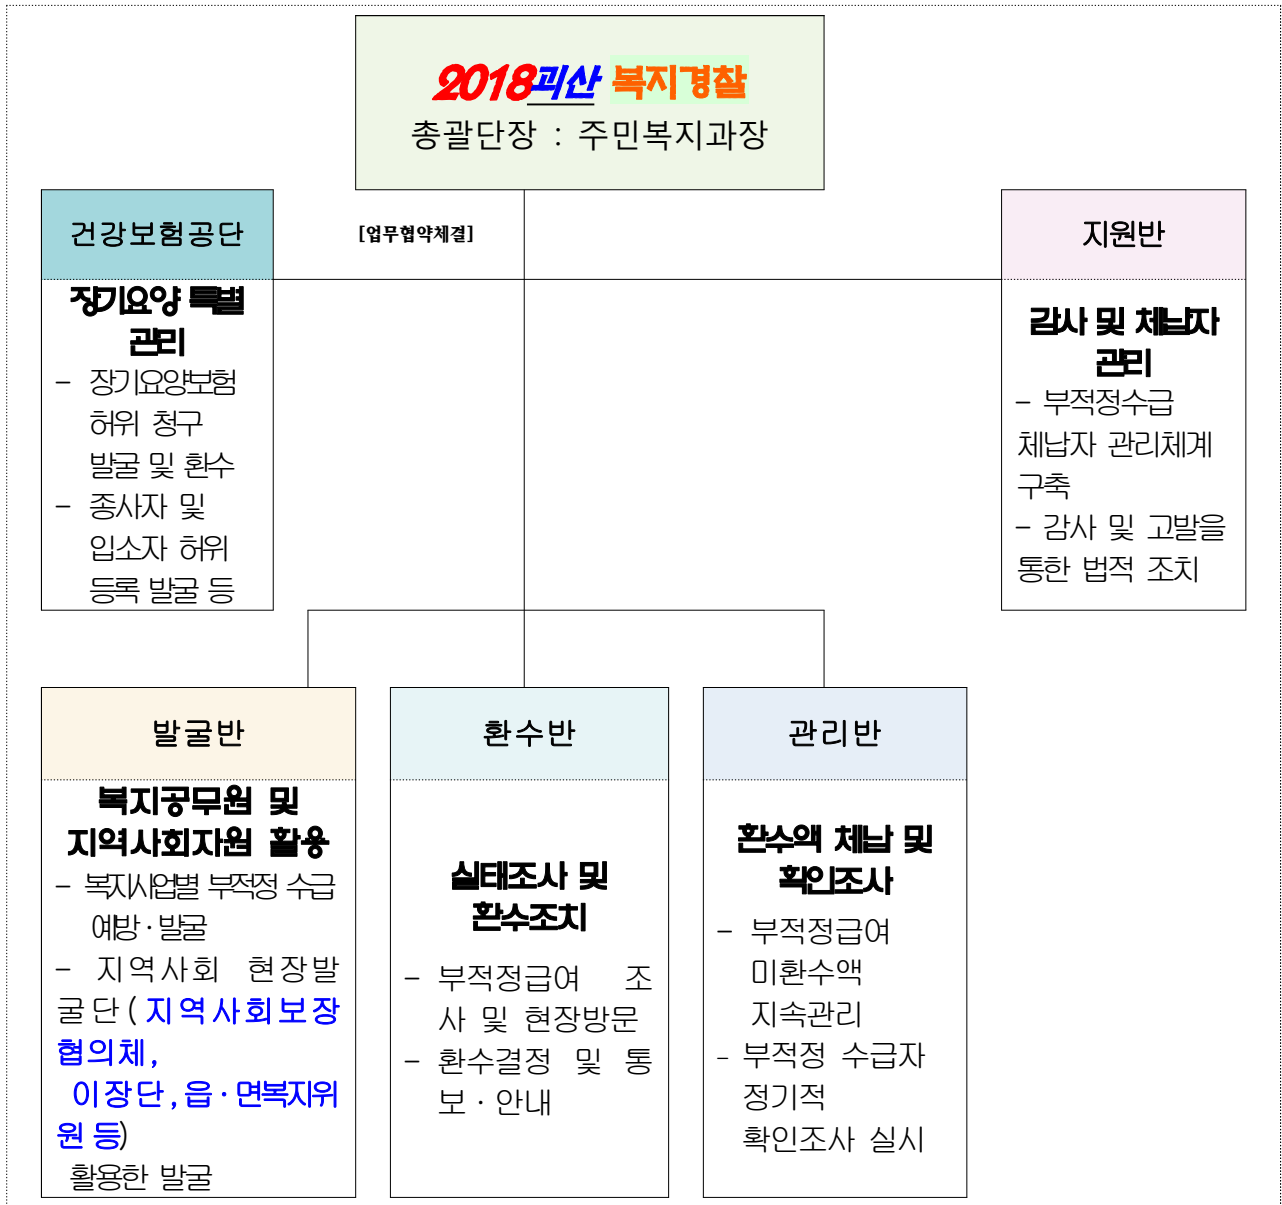 2018괴산 복지경찰
총괄단장 : 주민복지과장
건강보험공단
[업무협약체결]
지원반
장기요양 특별
관리
- 장기요양보험
허위 청구
발굴 및 환수
- 종사자 및
입소자 허위
등록 발굴 등
감사 및 체납자
관리
- 부적정수급
체납자 관리체계
구축
- 감사 및 고발을
통한 법적 조치
발굴반
복지공무원 및
지역사회자원 활용
- 복지사업별 부적정 수급
예방·발굴
- 지역사회 현장발
굴단(지역사회보장
협의체,
이장단,읍·면복지위
원 등)
활용한 발굴
환수반
실태조사 및
환수조치
- 부적정급여 조
사 및 현장방문
- 환수결정 및 통
보·안내
관리반
환수액 체납 및
확인조사
- 부적정급여
미환수액
지속관리
- 부적정 수급자
정기적
확인조사 실시